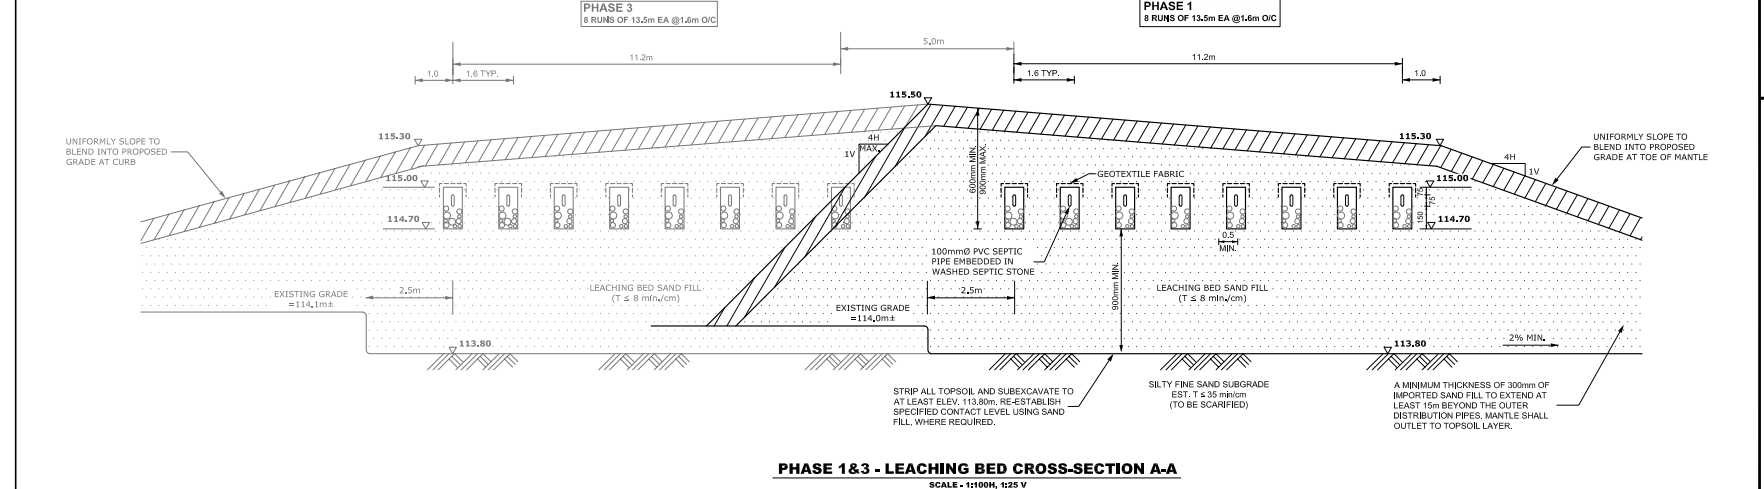 PHASE 3
8 RUNS OF 13.5m EA @1.6m O/C
PHASE 1
8 RUNS OF 13.5m EA @1.6m O/C
5.0m
11.2m
11.2m
1.0
1.6 TYP.
1.6 TYP.
1.0
115.50
115.30
115.30
UNIFORMLY SLOPE TO
BLEND INTO PROPOSED
GRADE AT CURB
4H
MAX.
1V
600mm MIN.
900mm MAX.
UNIFORMLY SLOPE TO
BLEND INTO PROPOSED
GRADE AT TOE OF MANTLE
4H
1V
GEOTEXTILE FABRIC
115.00
115.00
75
75
150
114.70
114.70
0.5
MIN.
100mmØ PVC SEPTIC
PIPE EMBEDDED IN
WASHED SEPTIC STONE
900mm MIN.
EXISTING GRADE
=114.1m±
2.5m
LEACHING BED SAND FILL
(T ≤ 8 min./cm)
EXISTING GRADE
=114.0m±
2.5m
LEACHING BED SAND FILL
(T ≤ 8 min./cm)
113.80
113.80
2% MIN.
STRIP ALL TOPSOIL AND SUBEXCAVATE TO
AT LEAST ELEV. 113.80m. RE-ESTABLISH
SPECIFIED CONTACT LEVEL USING SAND
FILL, WHERE REQUIRED.
SILTY FINE SAND SUBGRADE
EST. T ≤ 35 min/cm
(TO BE SCARIFIED)
A MINIMUM THICKNESS OF 300mm OF
IMPORTED SAND FILL TO EXTEND AT
LEAST 15m BEYOND THE OUTER
DISTRIBUTION PIPES. MANTLE SHALL
OUTLET TO TOPSOIL LAYER.
PHASE 1&3 - LEACHING BED CROSS-SECTION A-A
SCALE - 1:100H, 1:25 V